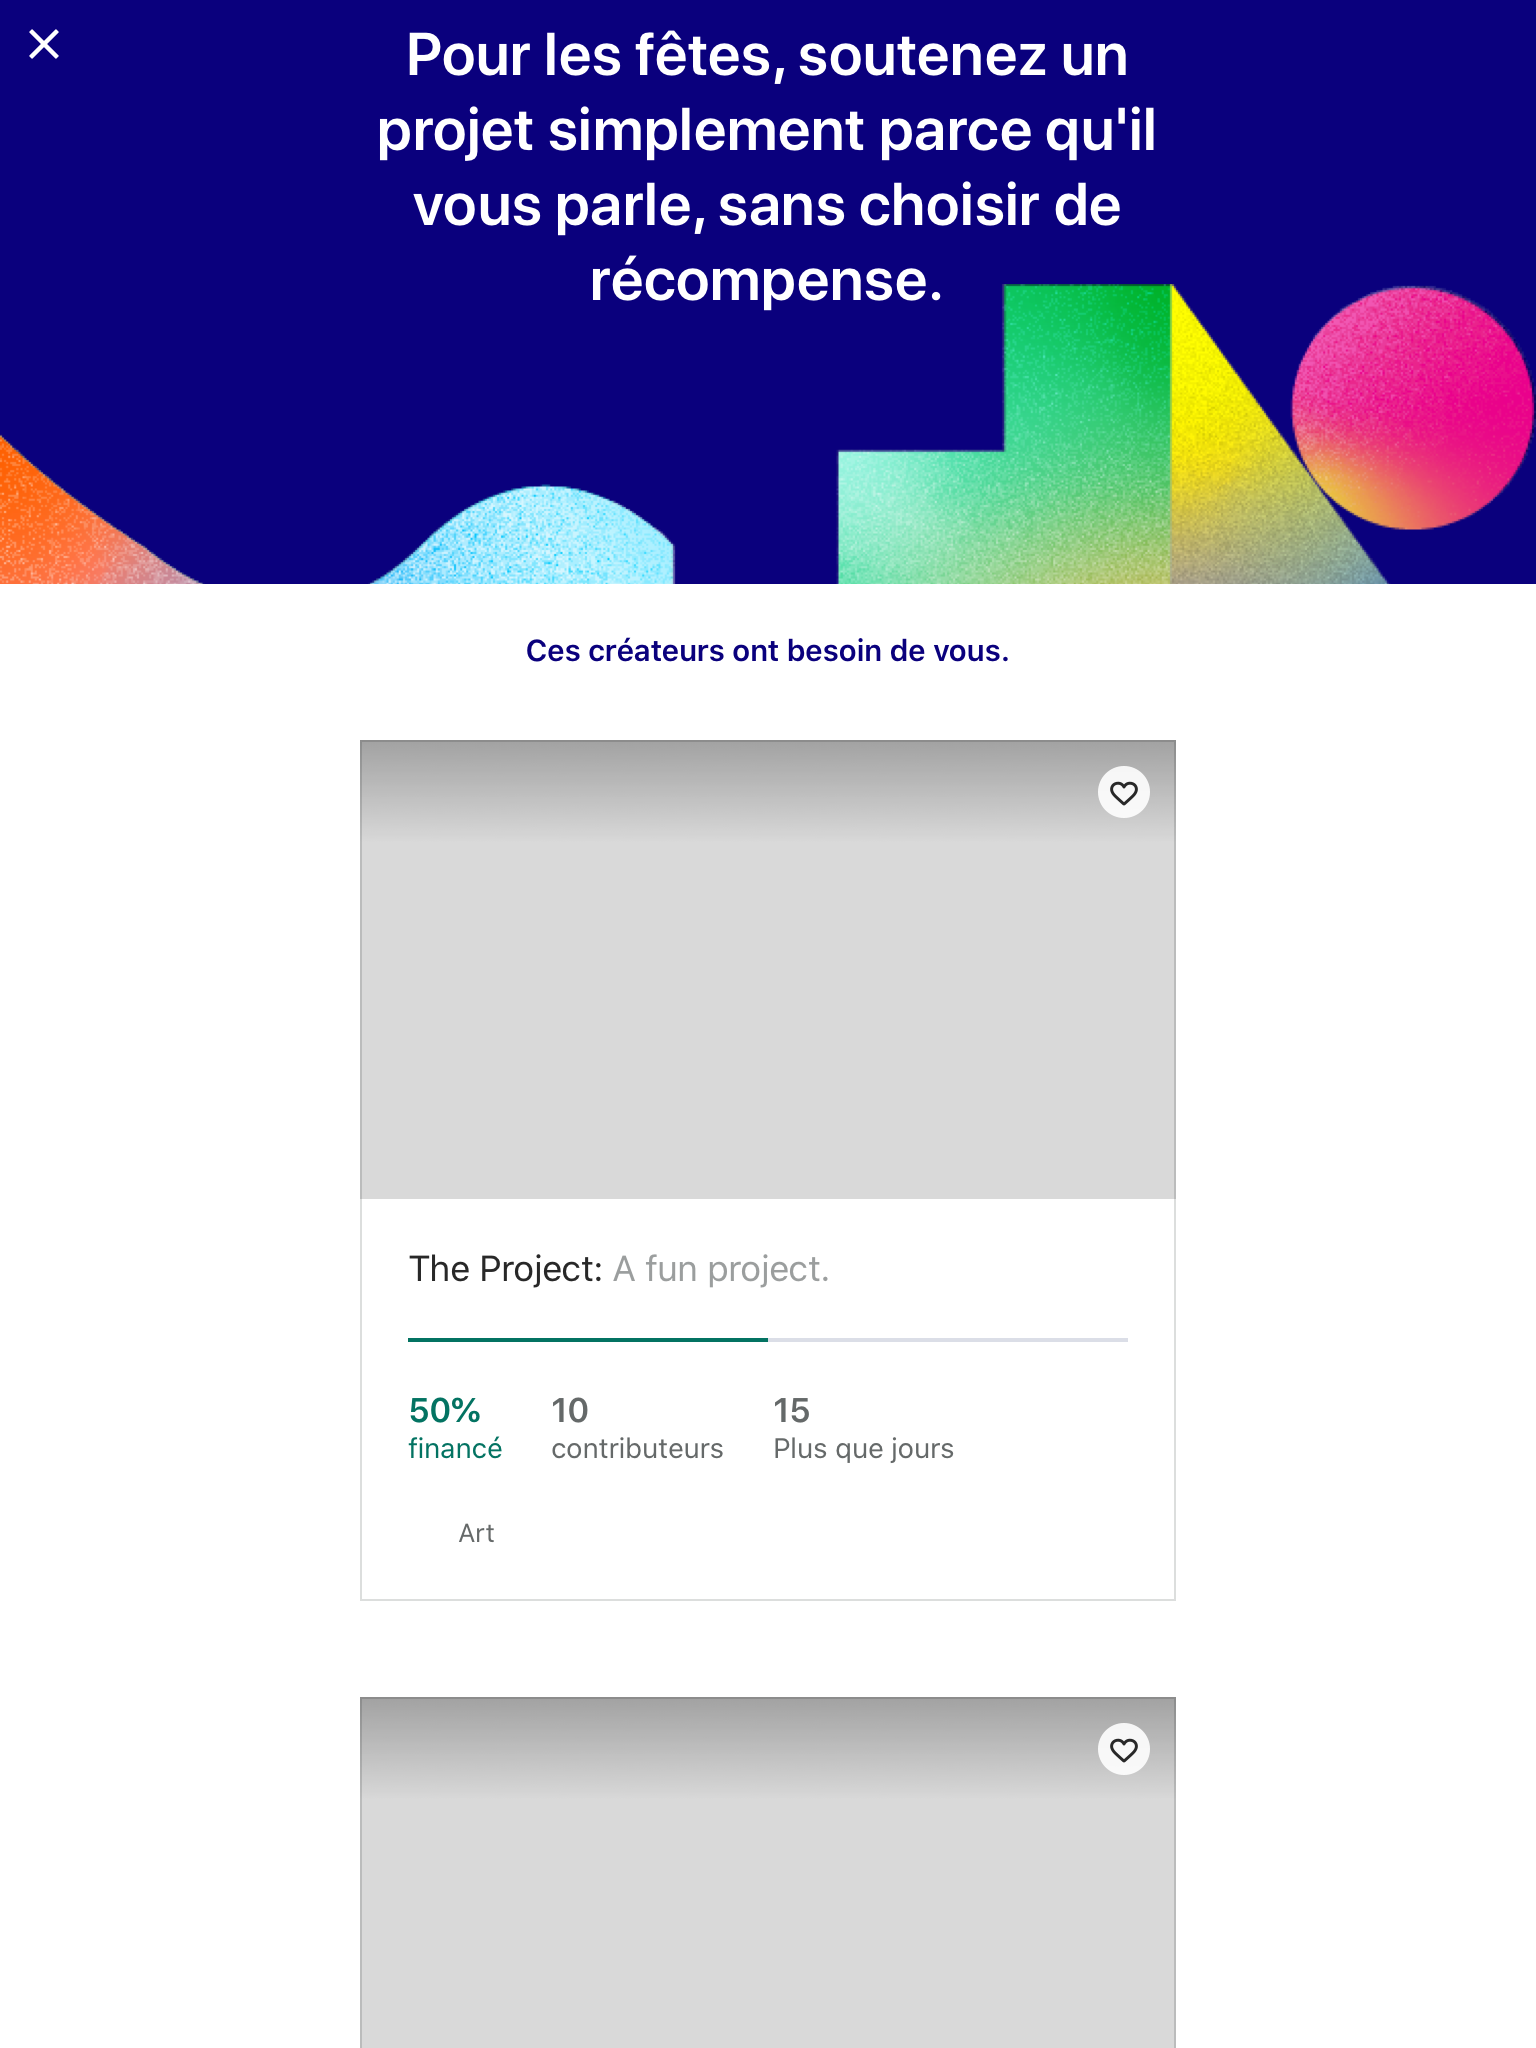 Pour les fêtes, soutenez un
projet simplement parce qu'il
vous parle, sans choisir de
récompense.
Ces créateurs ont besoin de vous.
The Project: A fun project.
50%
financé
10
contributeurs
15
Plus que jours
Art